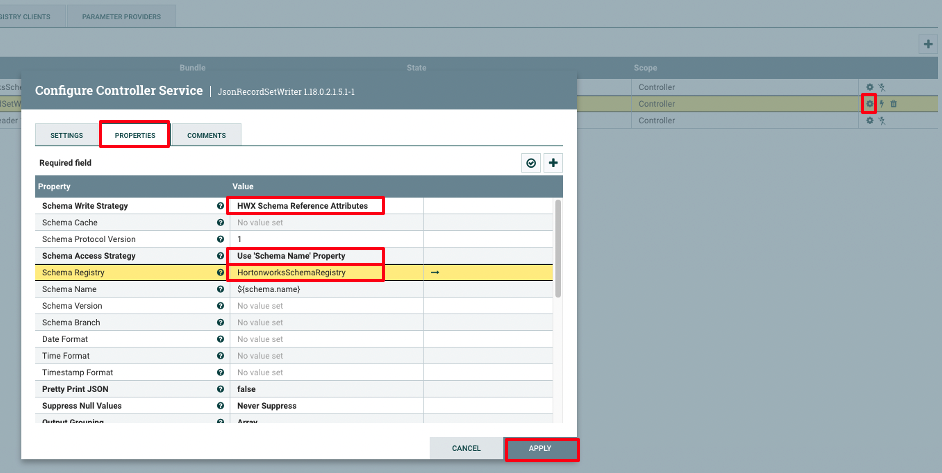 GISTRY CLIENTS PARAMETER PROVIDERS
Bundle State Scope
Controller
Controller
Controller
Configure Controller Service | JsonRecordSetWriter 1.18.0.2.1.5.1-1
SETTINGS PROPERTIES COMMENTS
Required field
Property Value
Schema Write Strategy HWX Schema Reference Attributes
Schema Cache No value set
Schema Protocol Version 1
Schema Access Strategy Use 'Schema Name' Property
Schema Registry HortonworksSchemaRegistry
Schema Name ${schema.name}
Schema Version No value set
Schema Branch No value set
Date Format No value set
Time Format No value set
Timestamp Format No value set
Pretty Print JSON false
Suppress Null Values Never Suppress
Output Grouping Array
CANCEL APPLY